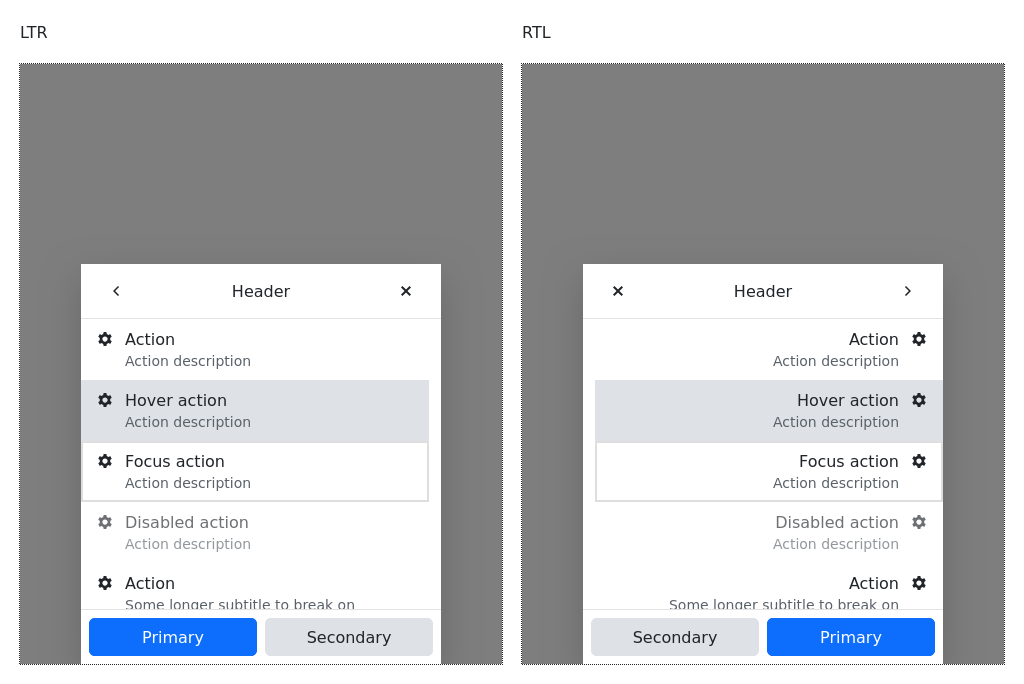 LTR
Header
Action
Action description
Hover action
Action description
Focus action
Action description
Disabled action
Action description
Action
Some longer subtitle to break on
Primary
Secondary
RTL
Header
Action
Action description
Hover action
Action description
Focus action
Action description
Disabled action
Action description
Action
Some longer subtitle to break on
Secondary
Primary